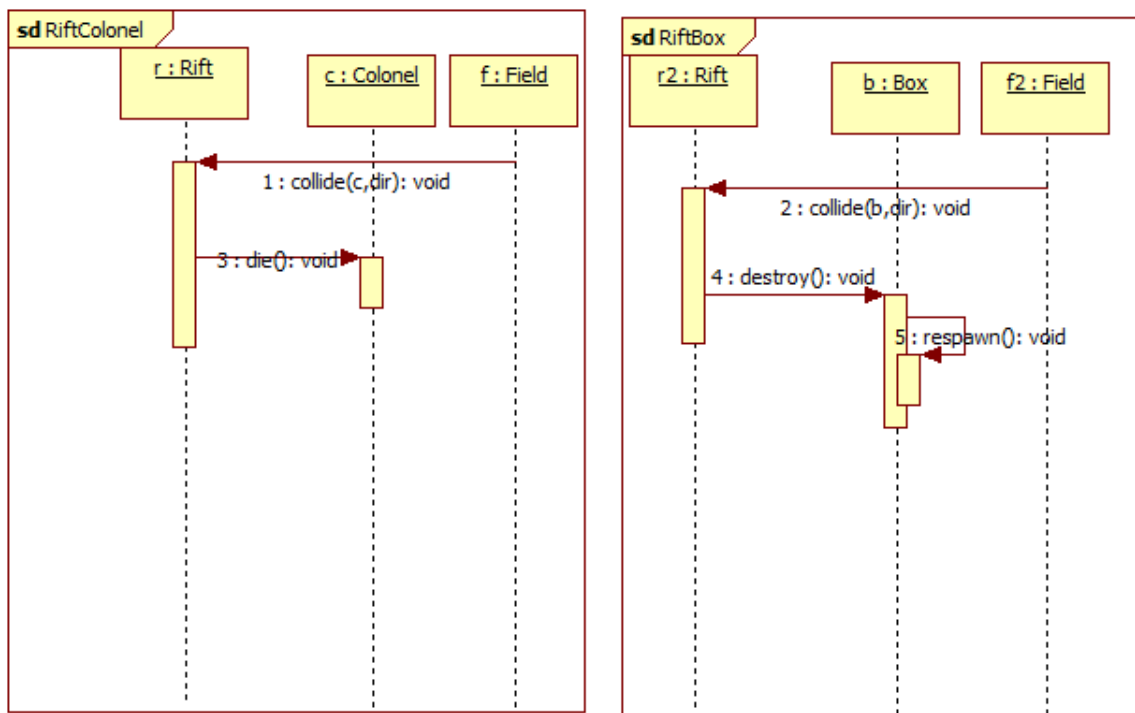 sd RiftColonel
r : Rift
c : Colonel
f : Field
1 : collide(c,dir): void
3 : die(): void
sd RiftBox
r2 : Rift
b : Box
f2 : Field
2 : collide(b,dir): void
4 : destroy(): void
5 : respawn(): void